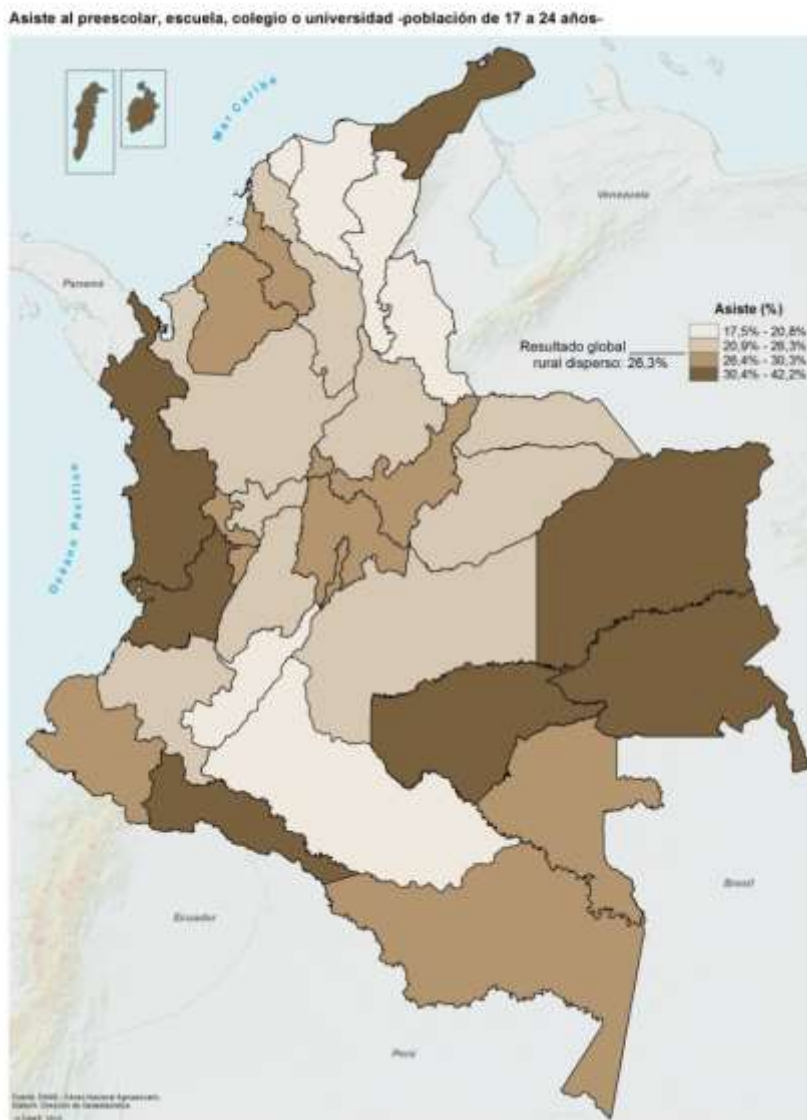 Asiste al preescolar, escuela, colegio o universidad -población de 17 a 24 años-
Mar Caribe
Venezuela
Panamá
Asiste (%)
17,5% - 20,8%
20,9% - 26,3%
26,4% - 30,3%
30,4% - 42,2%
Resultado global
rural disperso: 26,3%
Océano Pacífico
Brasil
Ecuador
Perú